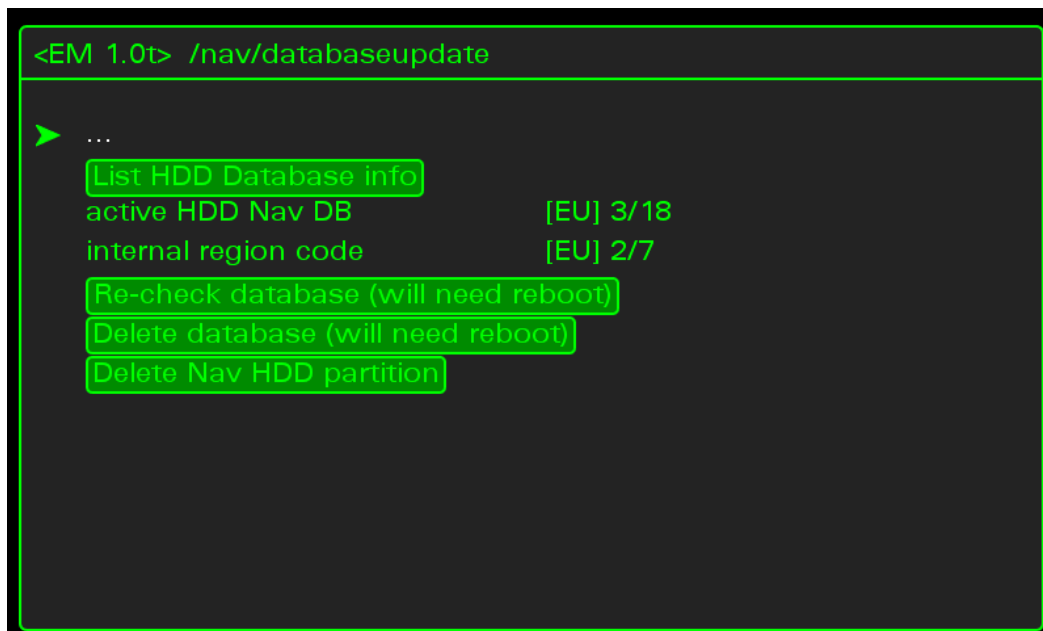 <EM 1.0t> /nav/databaseupdate
...
List HDD Database info
active HDD Nav DB [EU] 3/18
internal region code [EU] 2/7
Re-check database (will need reboot)
Delete database (will need reboot)
Delete Nav HDD partition